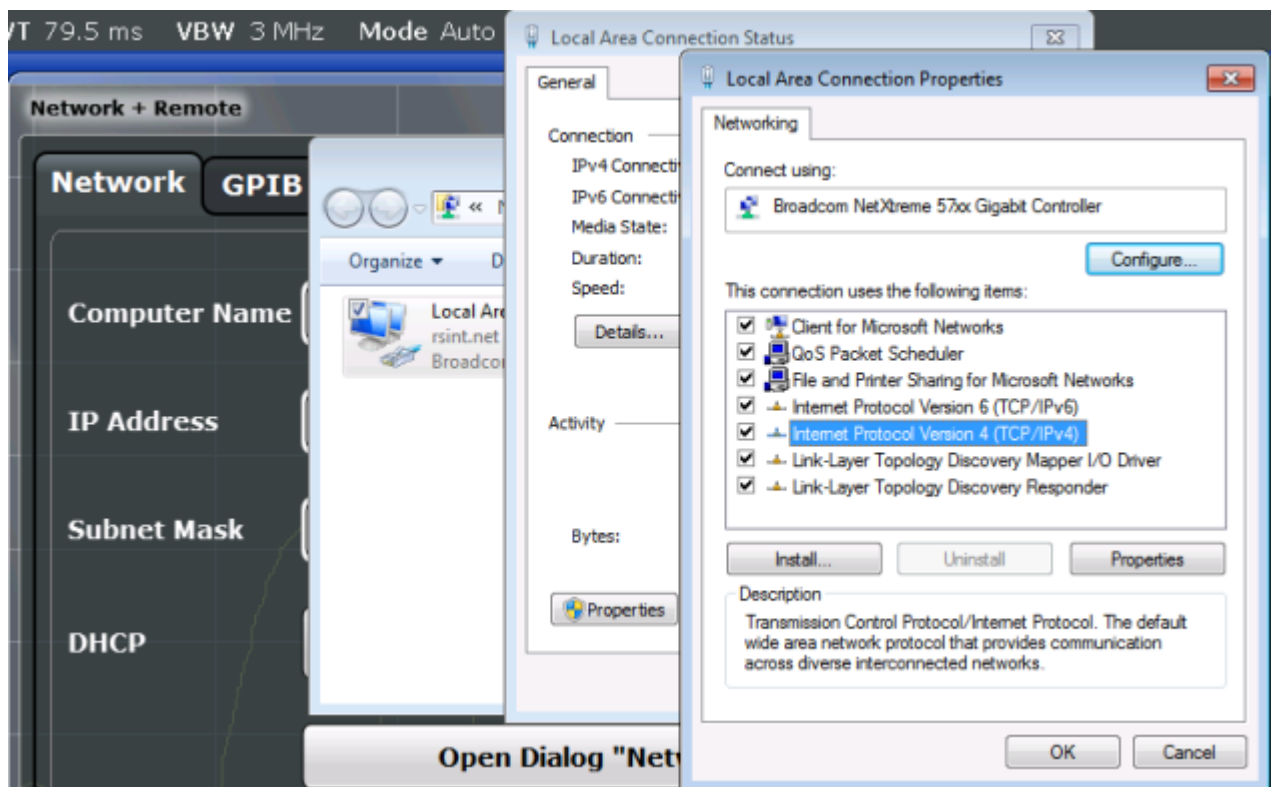 79.5 ms VBW 3 MHz Mode Auto
Network + Remote
Network GPIB
Computer Name
IP Address
Subnet Mask
DHCP
Open Dialog "Netw
«
Organize
Local Are
rsint.net
Broadcor
Local Area Connection Status
General
Connection
IPv4 Connecti
IPv6 Connecti
Media State:
Duration:
Speed:
Details...
Activity
Bytes:
Properties
Local Area Connection Properties
Networking
Connect using:
Broadcom NetXtreme 57xx Gigabit Controller
Configure...
This connection uses the following items:
Client for Microsoft Networks
QoS Packet Scheduler
File and Printer Sharing for Microsoft Networks
Internet Protocol Version 6 (TCP/IPv6)
Internet Protocol Version 4 (TCP/IPv4)
Link-Layer Topology Discovery Mapper I/O Driver
Link-Layer Topology Discovery Responder
Install... Uninstall Properties
Description
Transmission Control Protocol/Internet Protocol. The default
wide area network protocol that provides communication
across diverse interconnected networks.
OK Cancel